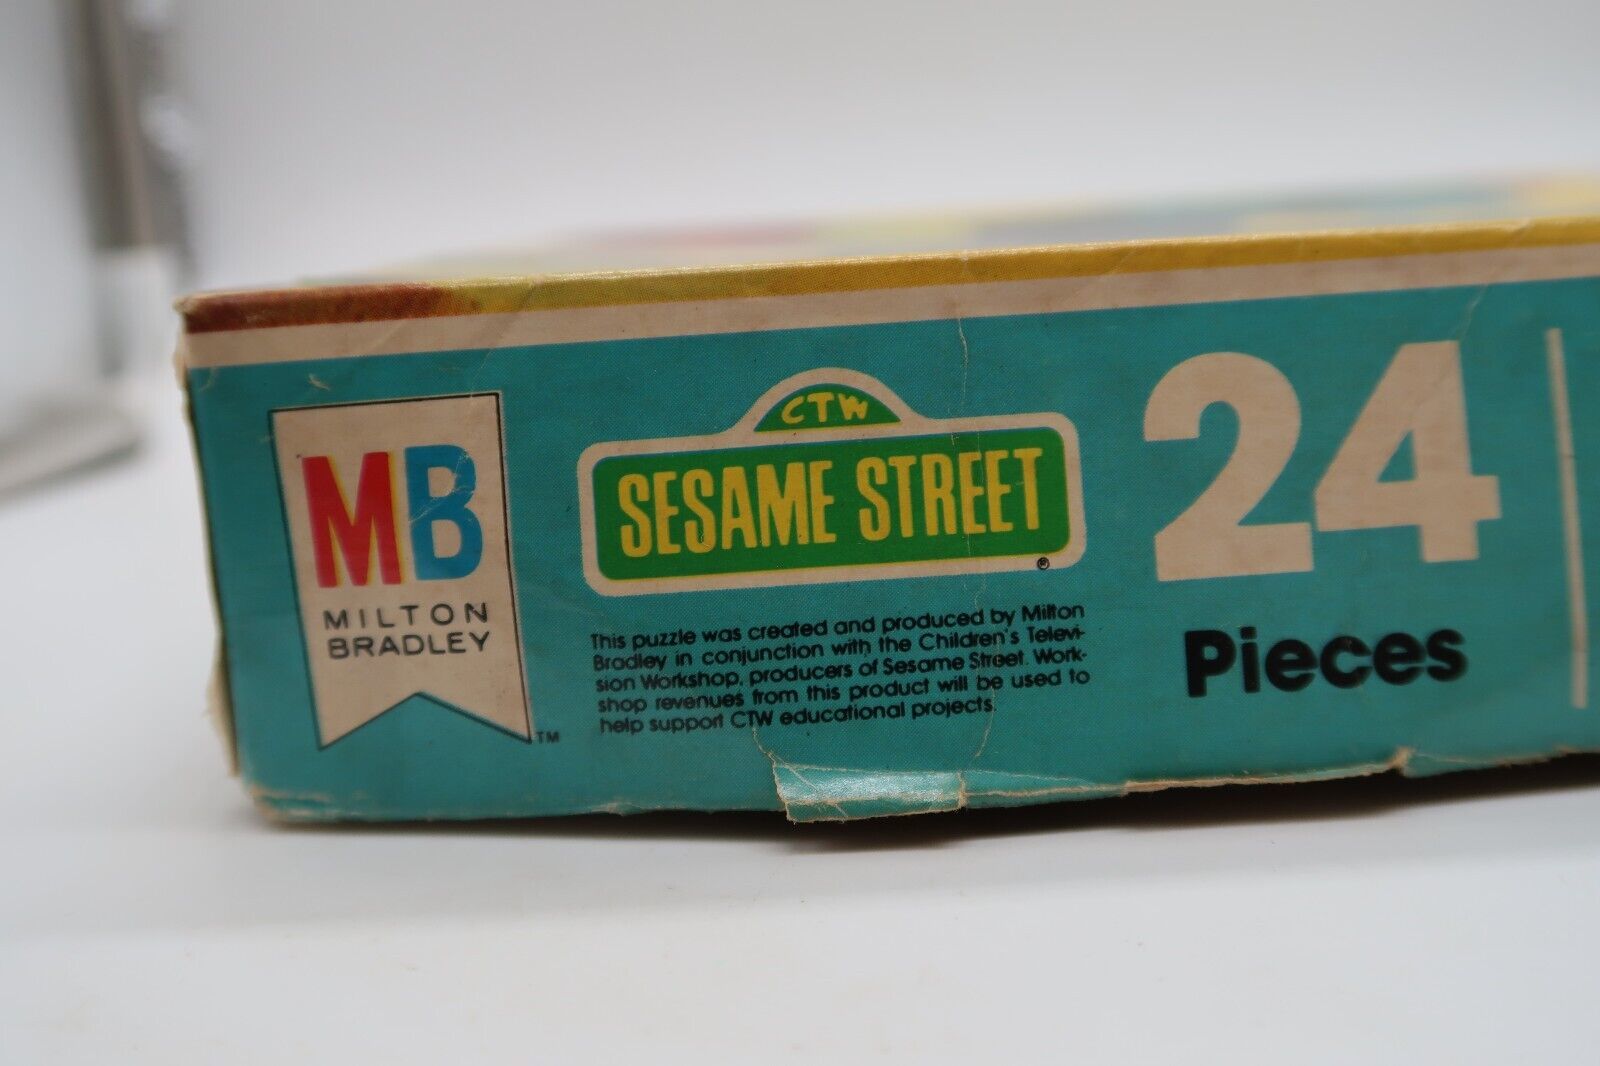 MB
MILTON
BRADLEY
TM
CTW
SESAME STREET
®
This puzzle was created and produced by Milton
Bradley in conjunction with the Children's Televi-
sion Workshop, producers of Sesame Street. Work-
shop revenues from this product will be used to
help support CTW educational projects.
24
Pieces